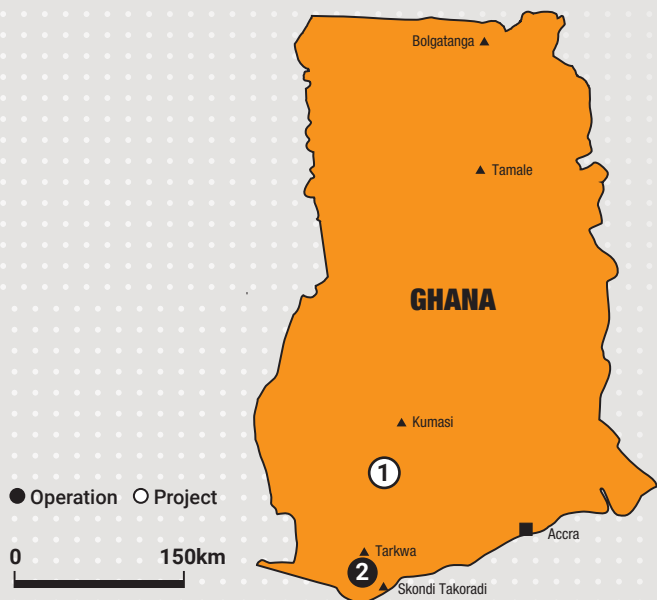 Bolgatanga
Tamale
GHANA
Kumasi
1
Operation Project
0 150km
Tarkwa
2
Accra
Skondi Takoradi